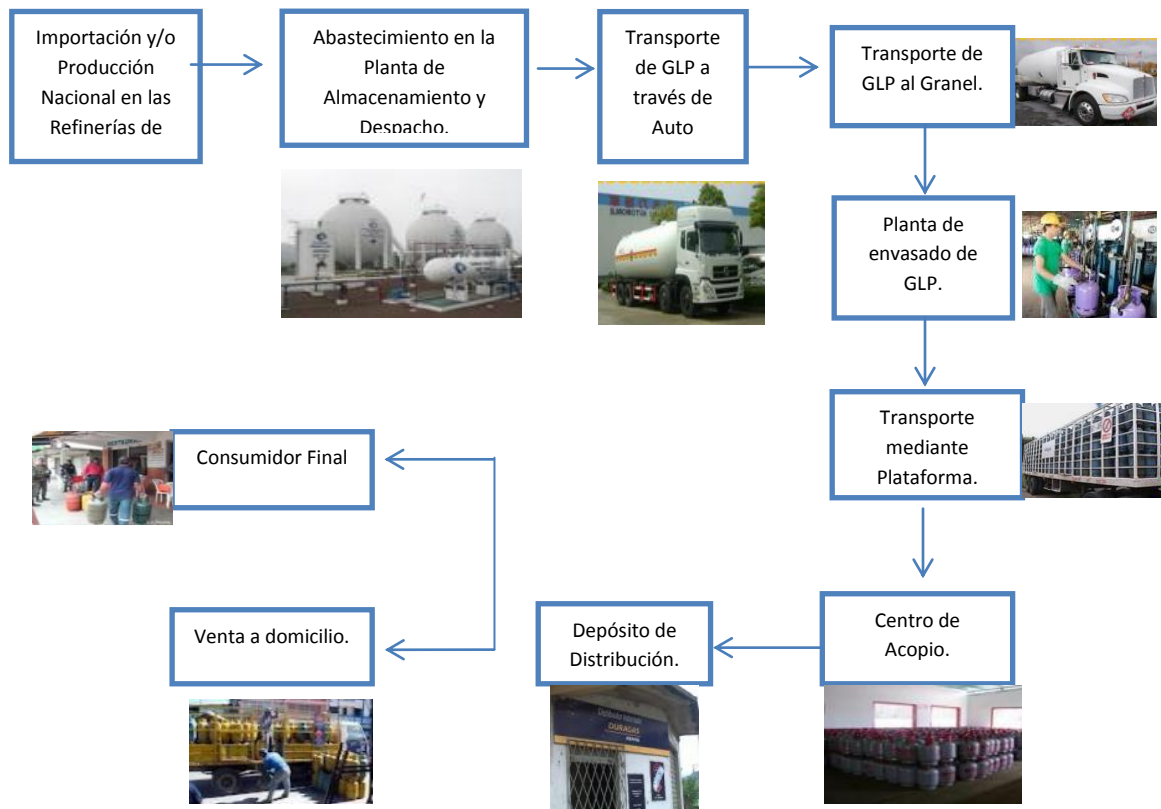 Importación y/o
Producción
Nacional en las
Refinerías de
Abastecimiento en la
Planta de
Almacenamiento y
Despacho.
Transporte
de GLP a
través de
Auto
Transporte de
GLP al Granel.
Planta de
envasado de
GLP.
Transporte
mediante
Plataforma.
Centro de
Acopio.
Depósito de
Distribución.
DURAGAS
Consumidor Final
Venta a domicilio.